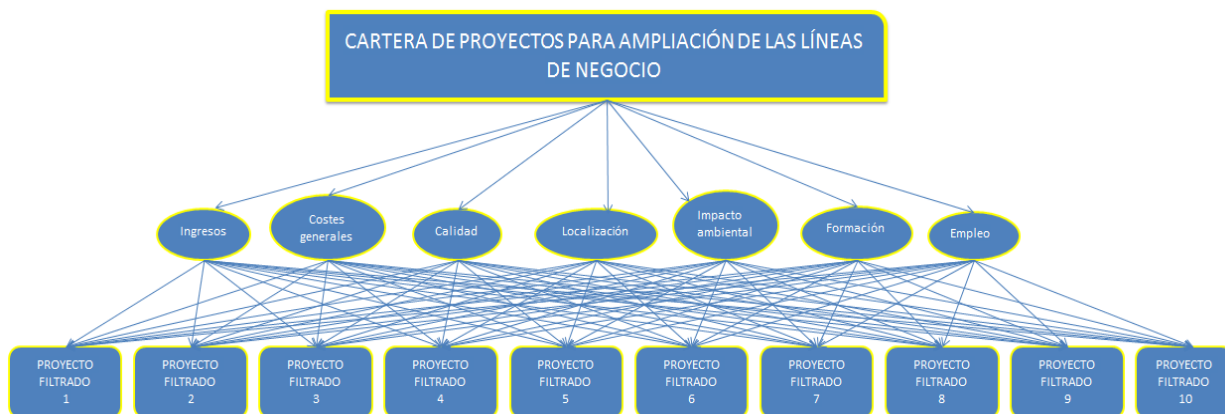 CARTERA DE PROYECTOS PARA AMPLIACIÓN DE LAS LÍNEAS
DE NEGOCIO
Ingresos
Costes
generales
Calidad
Localización
Impacto
ambiental
Formación
Empleo
PROYECTO
FILTRADO
1
PROYECTO
FILTRADO
2
PROYECTO
FILTRADO
3
PROYECTO
FILTRADO
4
PROYECTO
FILTRADO
5
PROYECTO
FILTRADO
6
PROYECTO
FILTRADO
7
PROYECTO
FILTRADO
8
PROYECTO
FILTRADO
9
PROYECTO
FILTRADO
10